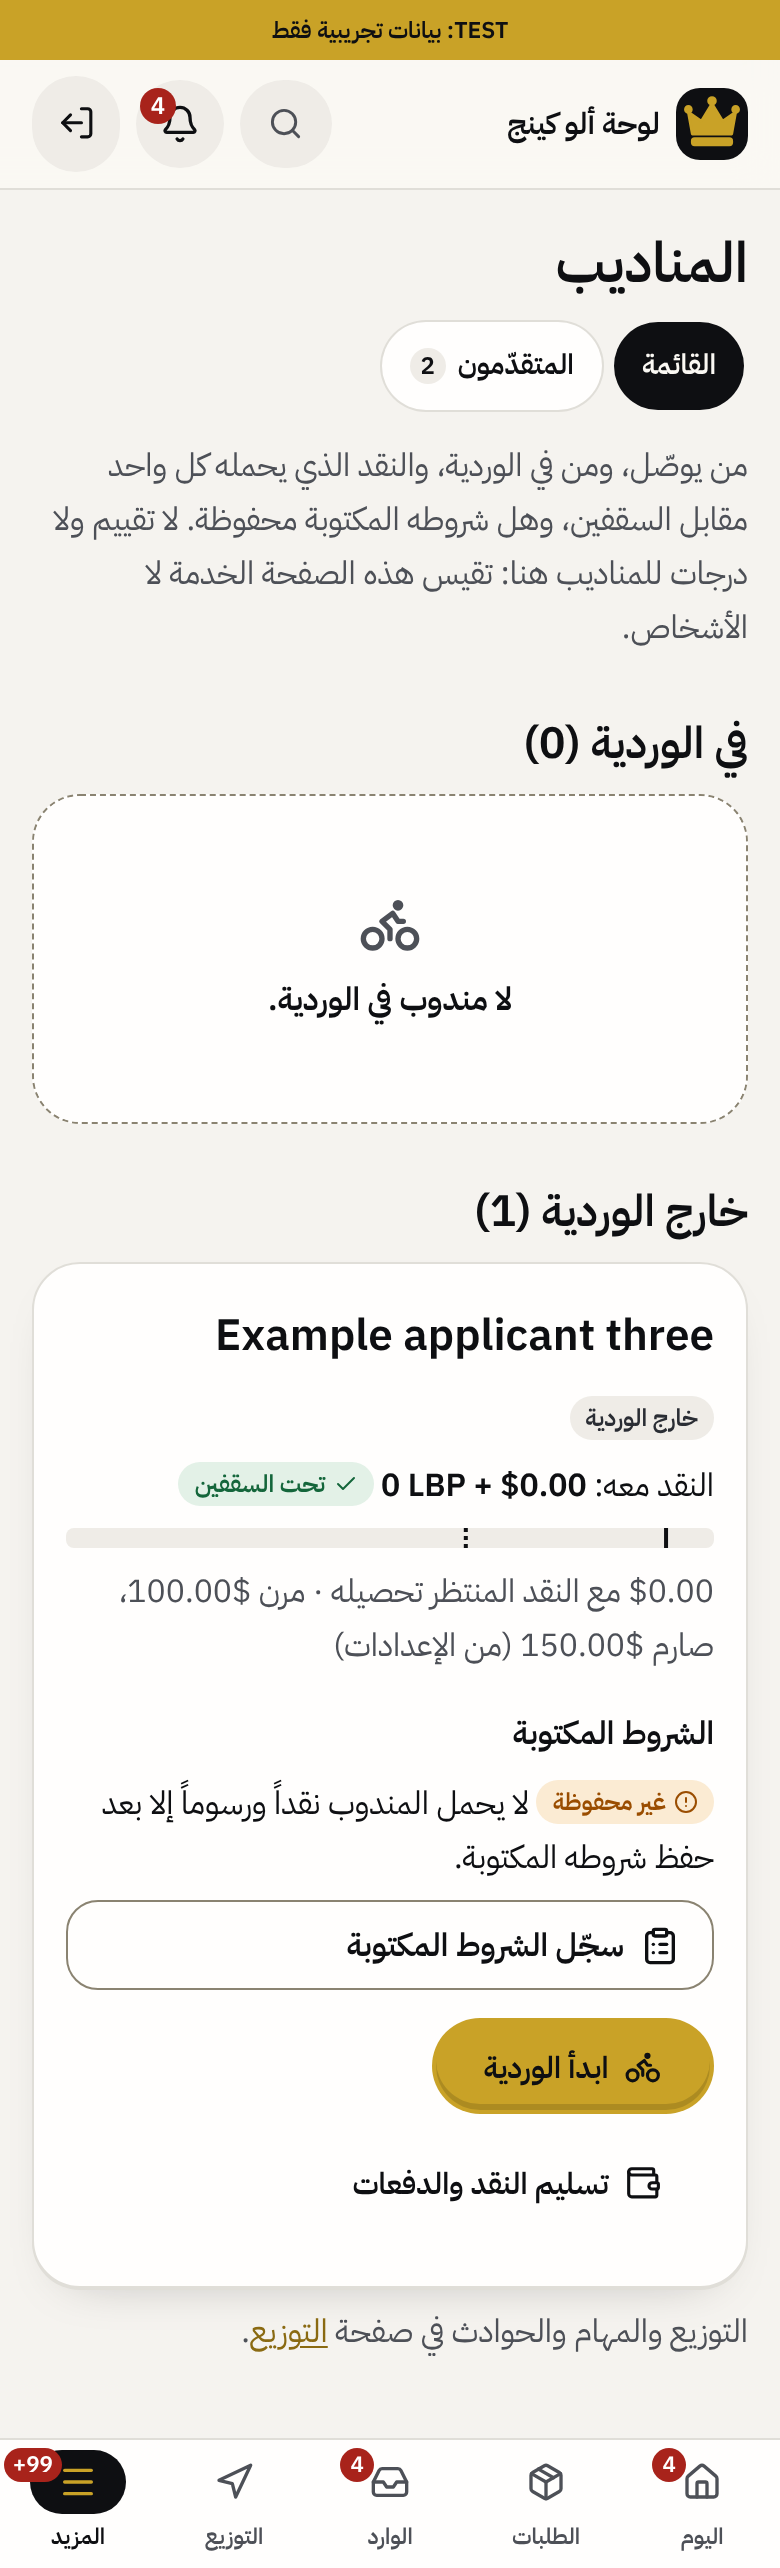 TEST: بيانات تجريبية فقط
لوحة ألو كينج
4
المناديب
القائمة
المتقدّمون 2
من يوصّل، ومن في الوردية، والنقد الذي يحمله كل واحد
مقابل السقفين، وهل شروطه المكتوبة محفوظة. لا تقييم ولا
درجات للمناديب هنا: تقيس هذه الصفحة الخدمة لا
الأشخاص.
في الوردية (0)
لا مندوب في الوردية.
خارج الوردية (1)
Example applicant three
خارج الوردية
النقد معه: 0 LBP + $0.00 تحت السقفين
$0.00 مع النقد المنتظر تحصيله · مرن $100.00،
صارم $150.00 (من الإعدادات)
الشروط المكتوبة
غير محفوظة لا يحمل المندوب نقداً ورسوماً إلا بعد
حفظ شروطه المكتوبة.
سجّل الشروط المكتوبة
ابدأ الوردية
تسليم النقد والدفعات
التوزيع والمهام والحوادث في صفحة التوزيع.
4
اليوم
الطلبات
4
الوارد
التوزيع
+99
المزيد